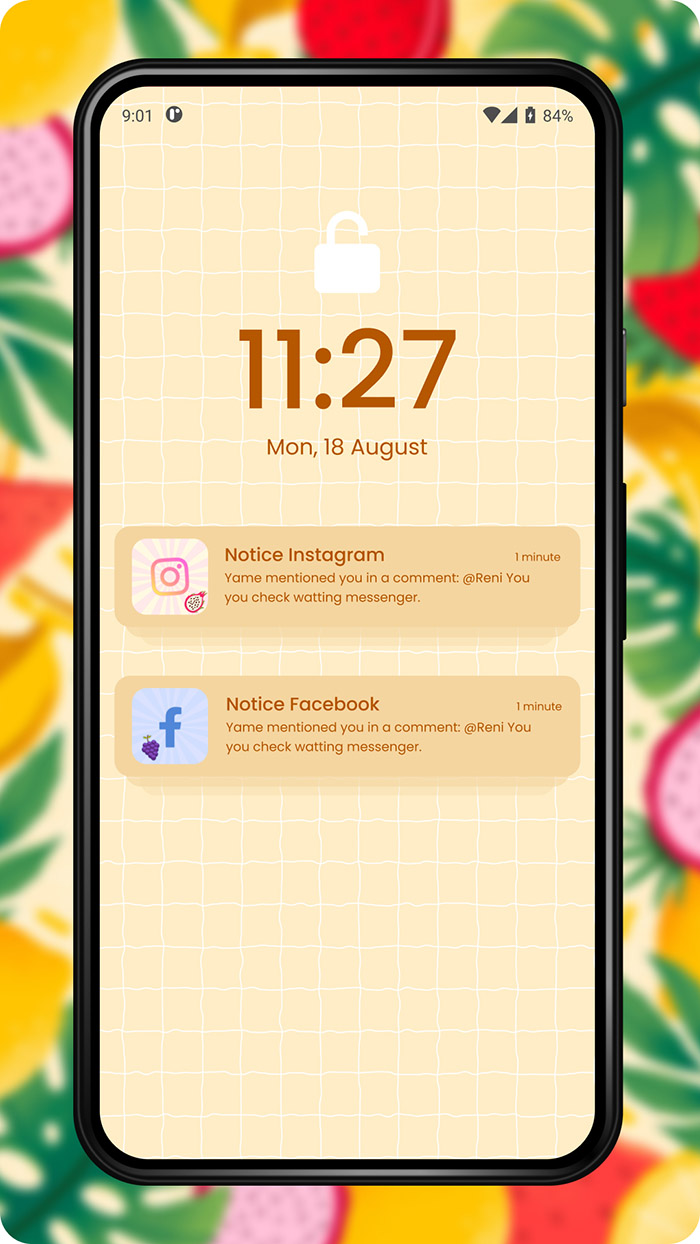 9:01 84%
11:27
Mon, 18 August
Notice Instagram 1 minute
Yame mentioned you in a comment: @Reni You
you check watting messenger.
Notice Facebook 1 minute
Yame mentioned you in a comment: @Reni You
you check watting messenger.